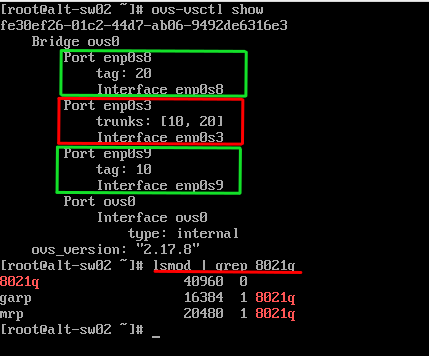 [root@alt-sw02 ~]# ovs-vsctl show
fe30ef26-01c2-44d7-ab06-9492de6316e3
    Bridge ovs0
        Port enp0s8
            tag: 20
            Interface enp0s8
        Port enp0s3
            trunks: [10, 20]
            Interface enp0s3
        Port enp0s9
            tag: 10
            Interface enp0s9
        Port ovs0
            Interface ovs0
                type: internal
    ovs_version: "2.17.8"
[root@alt-sw02 ~]# lsmod | grep 8021q
8021q                  40960  0
garp                   16384  1 8021q
mrp                    20480  1 8021q
[root@alt-sw02 ~]# _